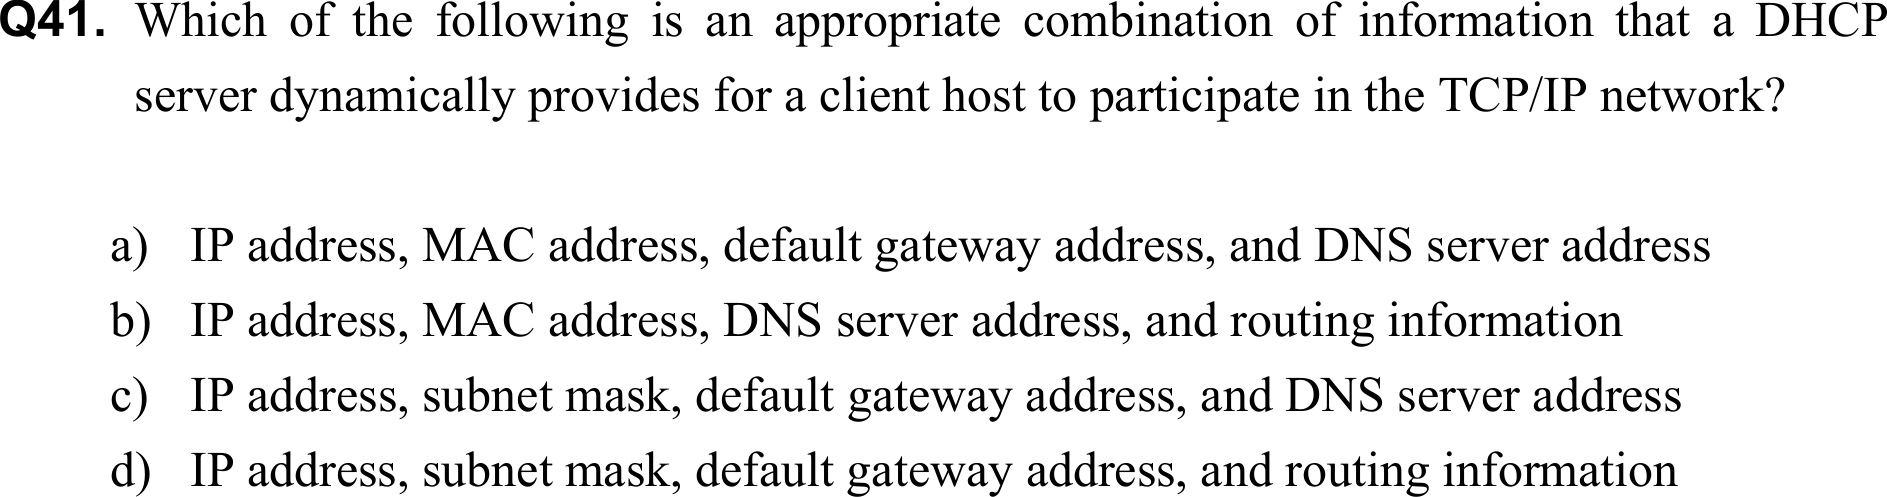 Q41. Which of the following is an appropriate combination of information that a DHCP
server dynamically provides for a client host to participate in the TCP/IP network?
a) IP address, MAC address, default gateway address, and DNS server address
b) IP address, MAC address, DNS server address, and routing information
c) IP address, subnet mask, default gateway address, and DNS server address
d) IP address, subnet mask, default gateway address, and routing information